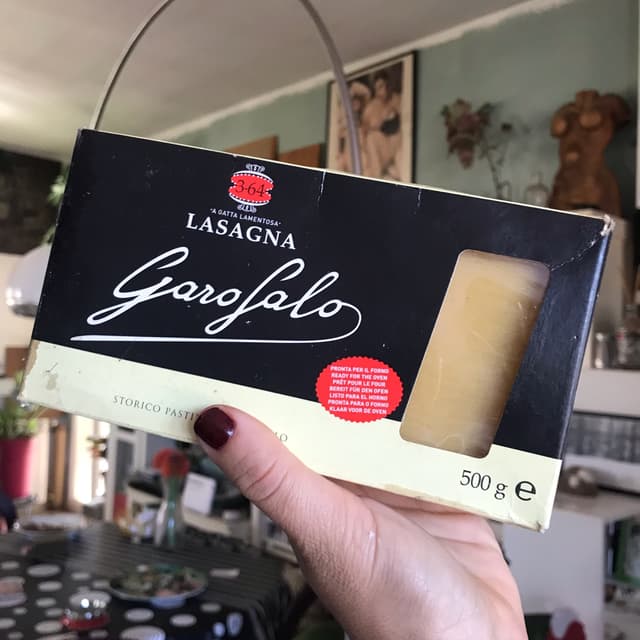 3-64
"A GATTA LAMENTOSA"
LASAGNA
Garofalo
PRONTA PER IL FORNO
READY FOR THE OVEN
PRÊT POUR LE FOUR
BEREIT FÜR DEN OFEN
LISTO PARA EL HORNO
PRONTA PARA O FORNO
KLAAR VOOR DE OVEN
STORICO
500 g e